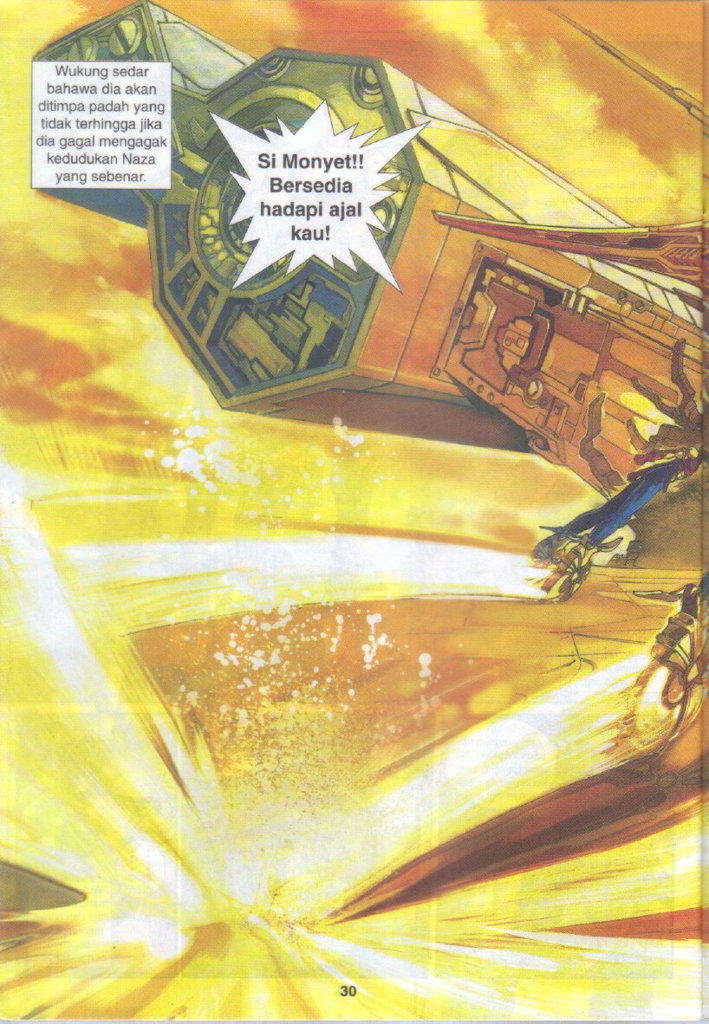 Wukung sedar
bahawa dia akan
ditimpa padah yang
tidak terhingga jika
dia gagal mengagak
kedudukan Naza
yang sebenar.
Si Monyet!!
Bersedia
hadapi ajal
kau!
30